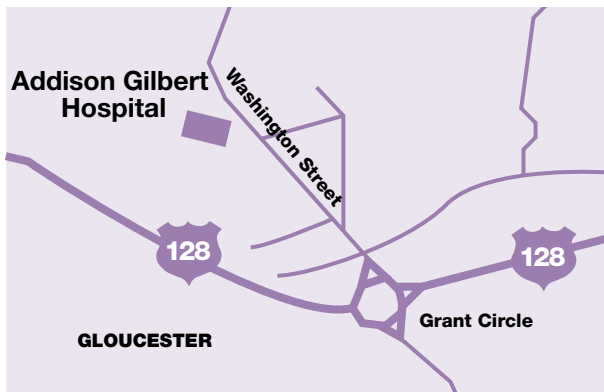 Addison Gilbert
Hospital
Washington Street
128
128
Grant Circle
GLOUCESTER